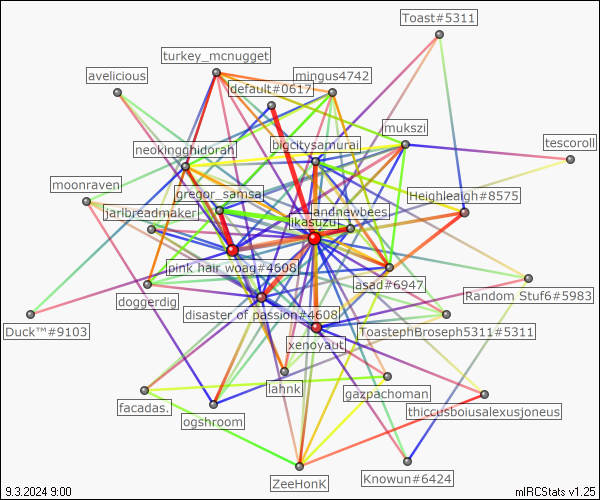 Toast#5311
turkey_mcnugget
avelicious
mingus4742
default#0617
mukszi
bigcitysamurai
tescoroll
neokingghidorah
moonraven
gregor_samsa
Heighleigh#8575
jarlbreadmaker
andnewbees
ikasuzu
pink hair woag#4608
asad#6947
doggerdig
Random Stuf6#5983
disaster of passion#4608
Duck™#9103
ToastephBroseph5311#5311
xenoyaut
lahnk
gazpachoman
facadas.
thiccusboiusalexusjoneus
ogshroom
Knowun#6424
ZeeHonK
9.3.2024 9:00
mIRCStats v1.25